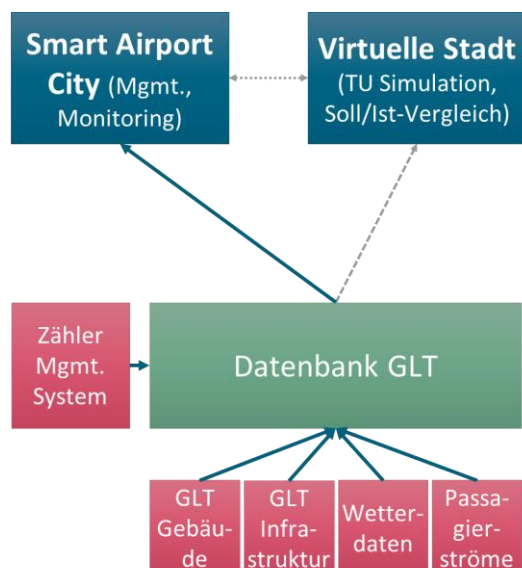 Smart Airport
City (Mgmt.,
Monitoring)
Virtuelle Stadt
(TU Simulation,
Soll/Ist-Vergleich)
Zähler
Mgmt.
System
Datenbank GLT
GLT
Gebäu-
de
GLT
Infra-
struktur
Wetter-
daten
Passa-
gier-
ströme